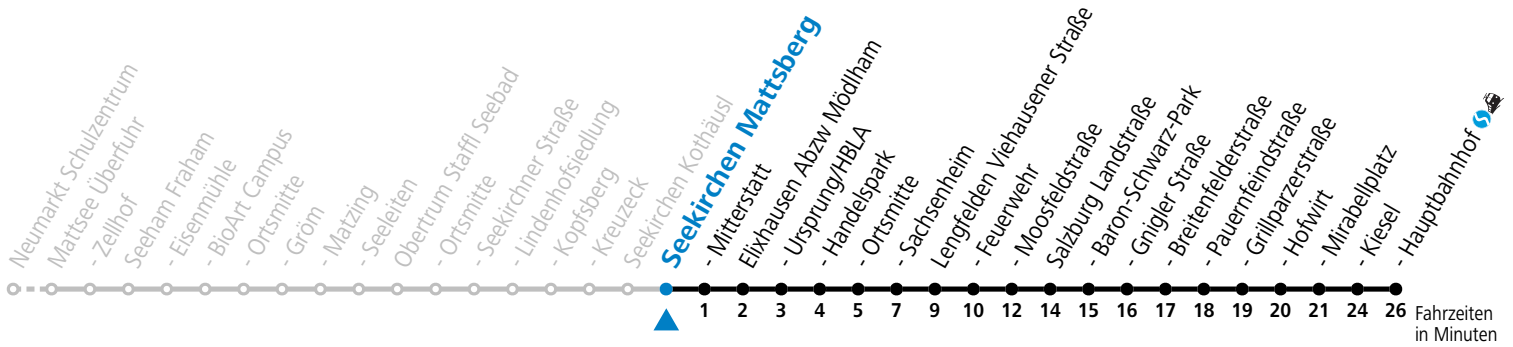 Neumarkt Schulzentrum
Mattsee Überfuhr
- Zellhof
Seeham Fraham
- Eisenmühle
- BioArt Campus
- Ortsmitte
- Gröm
- Matzing
- Seeleiten
Obertrum Staffl Seebad
- Ortsmitte
- Seekirchner Straße
- Lindenhofsiedlung
- Kopfsberg
- Kreuzeck
Seekirchen Kothäusl
Seekirchen Mattsberg
- Mitterstatt
Elixhausen Abzw Mödlham
- Ursprung/HBLA
- Handelspark
- Ortsmitte
- Sachsenheim
Lengfelden Viehausener Straße
- Feuerwehr
- Moosfeldstraße
Salzburg Landstraße
- Baron-Schwarz-Park
- Gnigler Straße
- Breitenfelderstraße
- Pauernfeindstraße
- Grillparzerstraße
- Hofwirt
- Mirabellplatz
- Kiesel
- Hauptbahnhof
1 2 3 4 5 7 9 10 12 14 15 16 17 18 19 20 21 24 26 Fahrzeiten
in Minuten